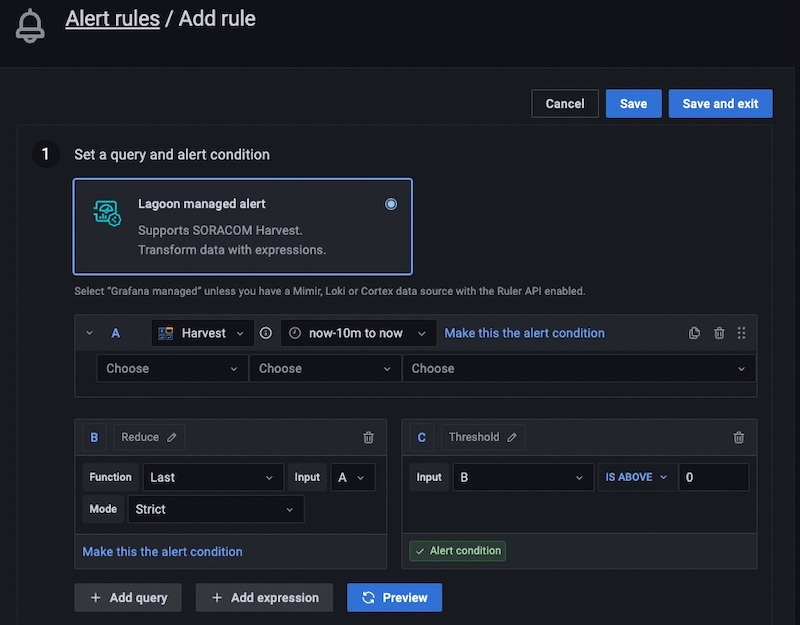 Alert rules / Add rule
Cancel Save Save and exit
1 Set a query and alert condition
Lagoon managed alert
Supports SORACOM Harvest.
Transform data with expressions.
Select “Grafana managed” unless you have a Mimir, Loki or Cortex data source with the Ruler API enabled.
A Harvest now-10m to now Make this the alert condition
Choose Choose Choose
B Reduce
Function Last Input A
Mode Strict
Make this the alert condition
C Threshold
Input B IS ABOVE 0
Alert condition
+ Add query + Add expression Preview